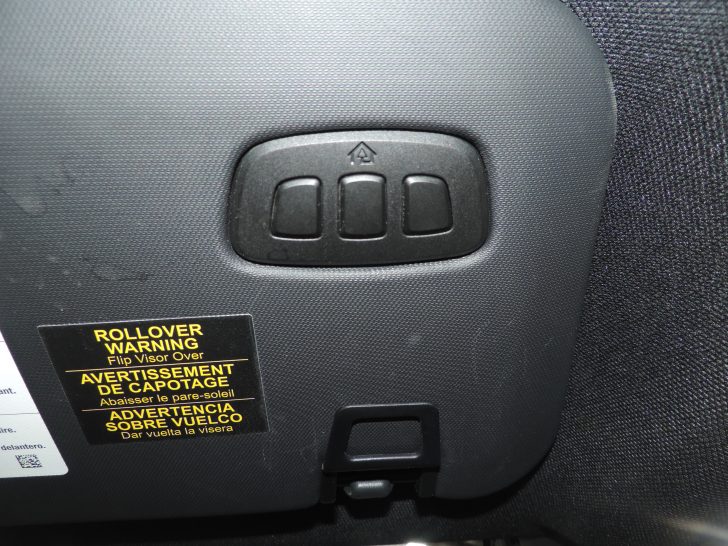 ROLLOVER
WARNING
Flip Visor Over
AVERTISSEMENT
DE CAPOTAGE
Abaisser le pare-soleil
ADVERTENCIA
SOBRE VUELCO
Dar vuelta la visera
delantero.